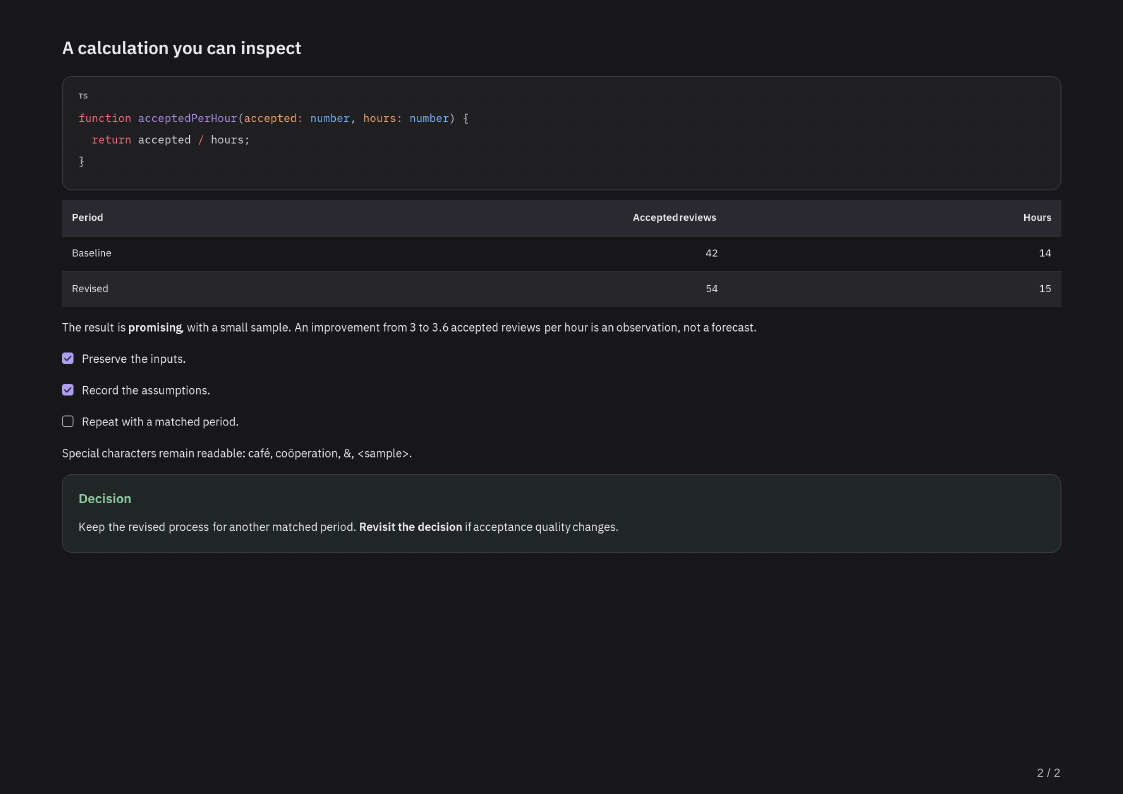 A calculation you can inspect
TS
function acceptedPerHour(accepted: number, hours: number) {
  return accepted / hours;
}
Period Accepted reviews Hours
Baseline 42 14
Revised 54 15
The result is promising, with a small sample. An improvement from 3 to 3.6 accepted reviews per hour is an observation, not a forecast.
Preserve the inputs.
Record the assumptions.
Repeat with a matched period.
Special characters remain readable: café, coöperation, &, <sample>.
Decision
Keep the revised process for another matched period. Revisit the decision if acceptance quality changes.
2 / 2